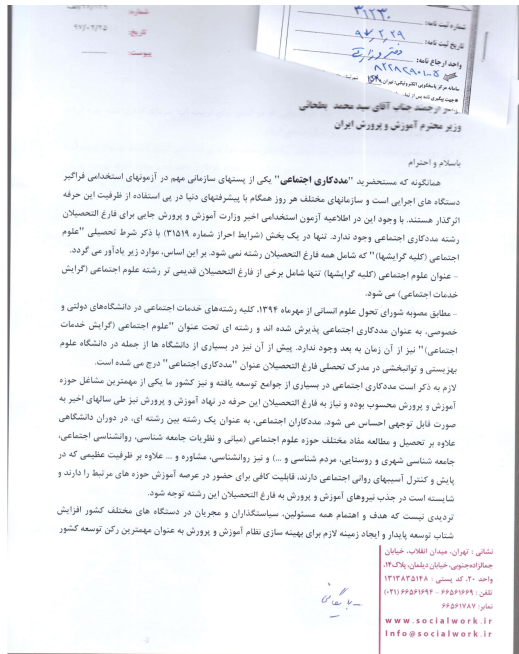 شماره:
تاریخ: ۹۷/۰۲/۲۵
پیوست:
شماره ثبت نامه: ۳۱۲۳۰
تاریخ ثبت نامه: ۹۷/۲/۲۹
واحد ارجاع نامه: دفتر وزارتی
سامانه مرکز پاسخگویی الکترونیکی: تهران
جهت پیگیری نامه پس از
ارجمند جناب آقای سید محمد بطحائی
وزیر محترم آموزش و پرورش ایران
باسلام و احترام
همانگونه که مستحضرید "مددکاری اجتماعی" یکی از پستهای سازمانی مهم در آزمونهای استخدامی فراگیر
دستگاه های اجرایی است و سازمانهای مختلف هر روز همگام با پیشرفتهای دنیا در پی استفاده از ظرفیت این حرفه
اثرگذار هستند. با وجود این در اطلاعیه آزمون استخدامی اخیر وزارت آموزش و پرورش جایی برای فارغ التحصیلان
رشته مددکاری اجتماعی وجود ندارد. تنها در یک بخش (شرایط احراز شماره ۳۱۵۱۹) با ذکر شرط تحصیلی "علوم
اجتماعی (کلیه گرایشها)" که شامل همه فارغ التحصیلان رشته نمی شود. بر این اساس، موارد زیر یادآور می گردد.
- عنوان علوم اجتماعی (کلیه گرایشها) تنها شامل برخی از فارغ التحصیلان قدیمی تر رشته علوم اجتماعی (گرایش
خدمات اجتماعی) می شود.
- مطابق مصوبه شورای تحول علوم انسانی از مهرماه ۱۳۹۴، کلیه رشته‌های خدمات اجتماعی در دانشگاه‌های دولتی و
خصوصی، به عنوان مددکاری اجتماعی پذیرش شده اند و رشته ای تحت عنوان "علوم اجتماعی (گرایش خدمات
اجتماعی)" نیز از آن زمان به بعد وجود ندارد. پیش از آن نیز در بسیاری از دانشگاه ها از جمله در دانشگاه علوم
بهزیستی و توانبخشی در مدرک تحصلی فارغ التحصیلان عنوان "مددکاری اجتماعی" درج می شده است.
لازم به ذکر است مددکاری اجتماعی در بسیاری از جوامع توسعه یافته و نیز کشور ما یکی از مهمترین مشاغل حوزه
آموزش و پرورش محسوب بوده و نیاز به فارغ التحصیلان این حرفه در نهاد آموزش و پرورش نیز طی سالهای اخیر به
صورت قابل توجهی احساس می شود. مددکاران اجتماعی، به عنوان یک رشته بین رشته ای، در دوران دانشگاهی
علاوه بر تحصیل و مطالعه مفاد مختلف حوزه علوم اجتماعی (مبانی و نظریات جامعه شناسی، روانشناسی اجتماعی،
جامعه شناسی شهری و روستایی، مردم شناسی و ...) و نیز روانشناسی، مشاوره و ... علاوه بر ظرفیت عظیمی که در
پایش و کنترل آسیبهای روانی اجتماعی دارند، قابلیت کافی برای حضور در عرصه آموزش حوزه های مرتبط را دارند و
شایسته است در جذب نیروهای آموزش و پرورش به فارغ التحصیلان این رشته توجه شود.
تردیدی نیست که هدف و اهتمام همه مسئولین، سیاستگذاران و مجریان در دستگاه های مختلف کشور افزایش
شتاب توسعه پایدار و ایجاد زمینه لازم برای بهینه سازی نظام آموزش و پرورش به عنوان مهمترین رکن توسعه کشور
نشانی : تهران، میدان انقلاب، خیابان
جمالزاده‌جنوبی، خیابان دیلمان، پلاک۱۴،
واحد ۲۰، کد پستی : ۱۳۱۳۸۳۵۱۴۸
تلفن : ۶۶۵۶۱۶۶۹ - ۶۶۵۶۱۶۹۴ (۰۲۱)
نمابر: ۶۶۵۶۱۷۸۷
www.socialwork.ir
Info@socialwork.ir